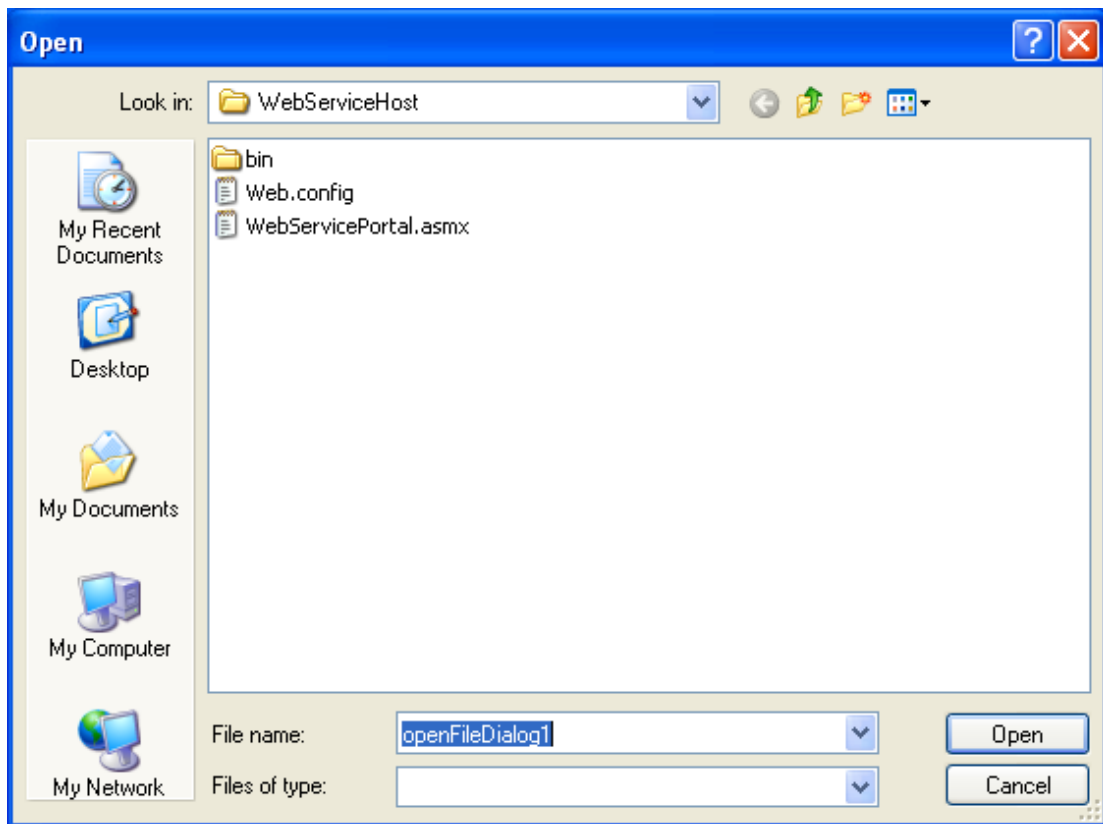 Open
Look in: WebServiceHost
bin
Web.config
WebServicePortal.asmx
My Recent
Documents
Desktop
My Documents
My Computer
My Network
File name: openFileDialog1 Open
Files of type: Cancel